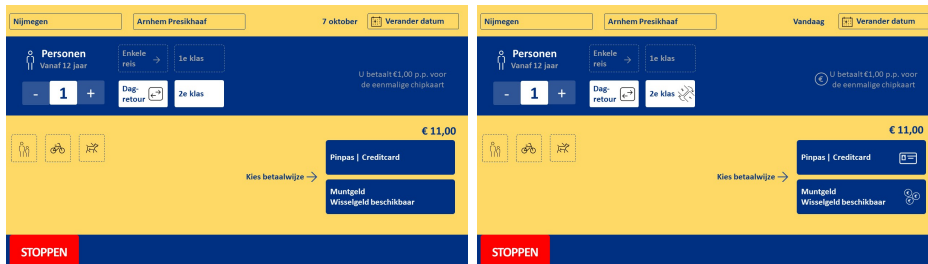 Nijmegen
Arnhem Presikhaaf
7 oktober
Verander datum
Personen
Vanaf 12 jaar
- 1 +
Enkele
reis
1e klas
Dag-
retour
2e klas
U betaalt €1,00 p.p. voor
de eenmalige chipkaart
€ 11,00
Kies betaalwijze
Pinpas | Creditcard
Muntgeld
Wisselgeld beschikbaar
STOPPEN
Nijmegen
Arnhem Presikhaaf
Vandaag
Verander datum
Personen
Vanaf 12 jaar
- 1 +
Enkele
reis
1e klas
Dag-
retour
2e klas
€
U betaalt €1,00 p.p. voor
de eenmalige chipkaart
€ 11,00
Kies betaalwijze
Pinpas | Creditcard
Muntgeld
Wisselgeld beschikbaar
STOPPEN